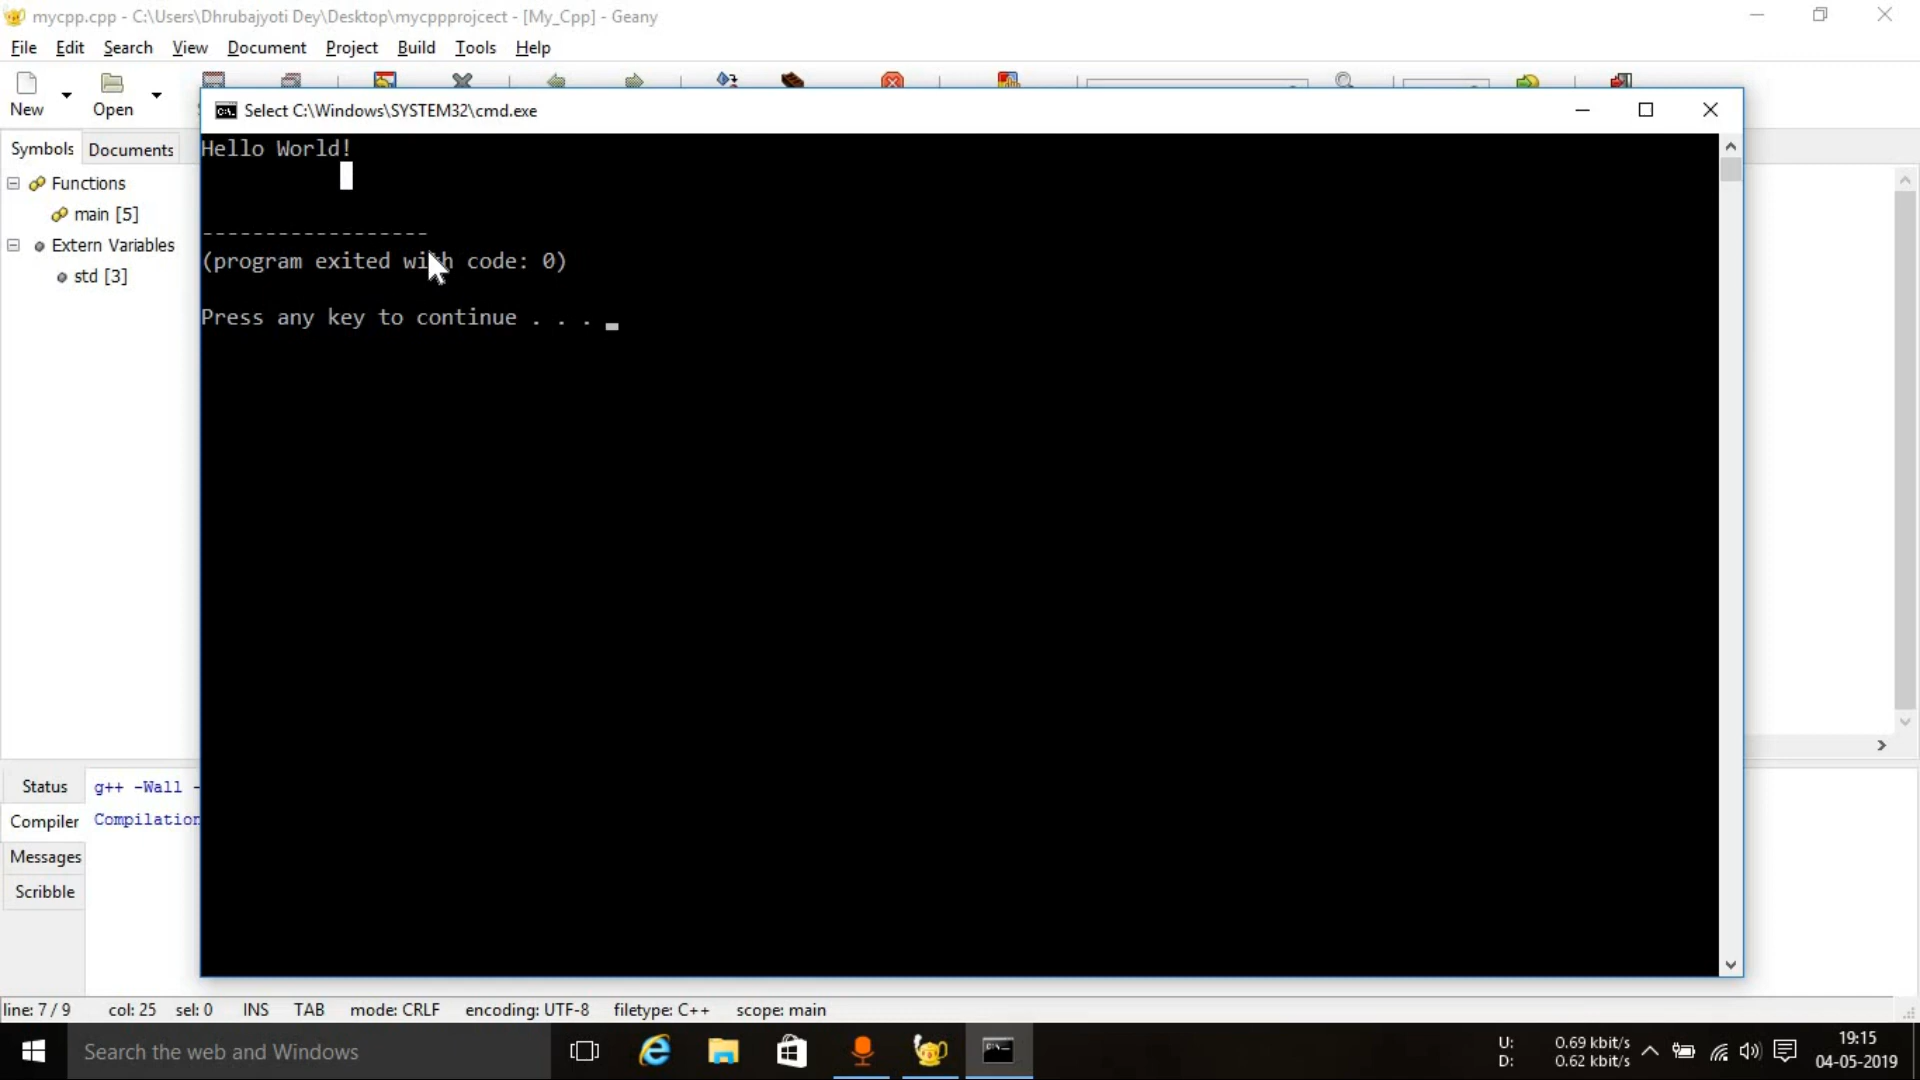 mycpp.cpp - C:\Users\Dhrubajyoti Dey\Desktop\mycppprojcect - [My_Cpp] - Geany
File Edit Search View Document Project Build Tools Help
New Open
Select C:\Windows\SYSTEM32\cmd.exe
Symbols Documents
Functions
main [5]
Extern Variables
std [3]
Hello World!
------------------
(program exited with code: 0)
Press any key to continue . . .
Status
Compiler
Messages
Scribble
g++ -Wall -
Compilation
line: 7 / 9 col: 25 sel: 0 INS TAB mode: CRLF encoding: UTF-8 filetype: C++ scope: main
Search the web and Windows
U: 0.69 kbit/s
D: 0.62 kbit/s
19:15
04-05-2019